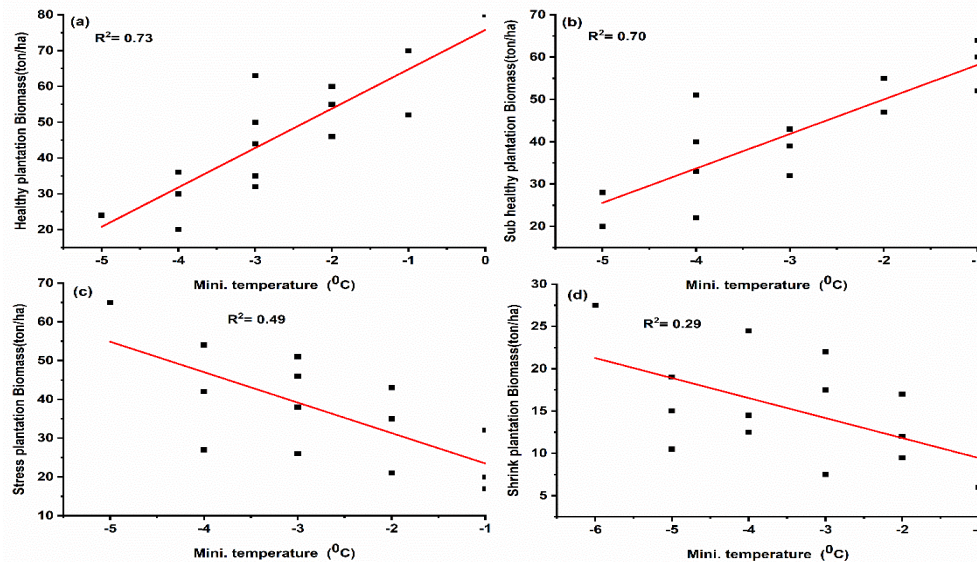 (a)
R²= 0.73
Healthy plantation Biomass(ton/ha)
80
70
60
50
40
30
20
-5 -4 -3 -2 -1 0
Mini. temperature (⁰C)
(b)
R²= 0.70
Sub healthy plantation Biomass(ton/ha)
70
60
50
40
30
20
-5 -4 -3 -2
Mini. temperature (⁰C)
(c)
R²= 0.49
Stress plantation Biomass(ton/ha)
70
60
50
40
30
20
10
-5 -4 -3 -2 -1
Mini. temperature (⁰C)
(d)
R²= 0.29
Shrink plantation Biomass(ton/ha)
30
25
20
15
10
5
-6 -5 -4 -3 -2
Mini. temperature (⁰C)